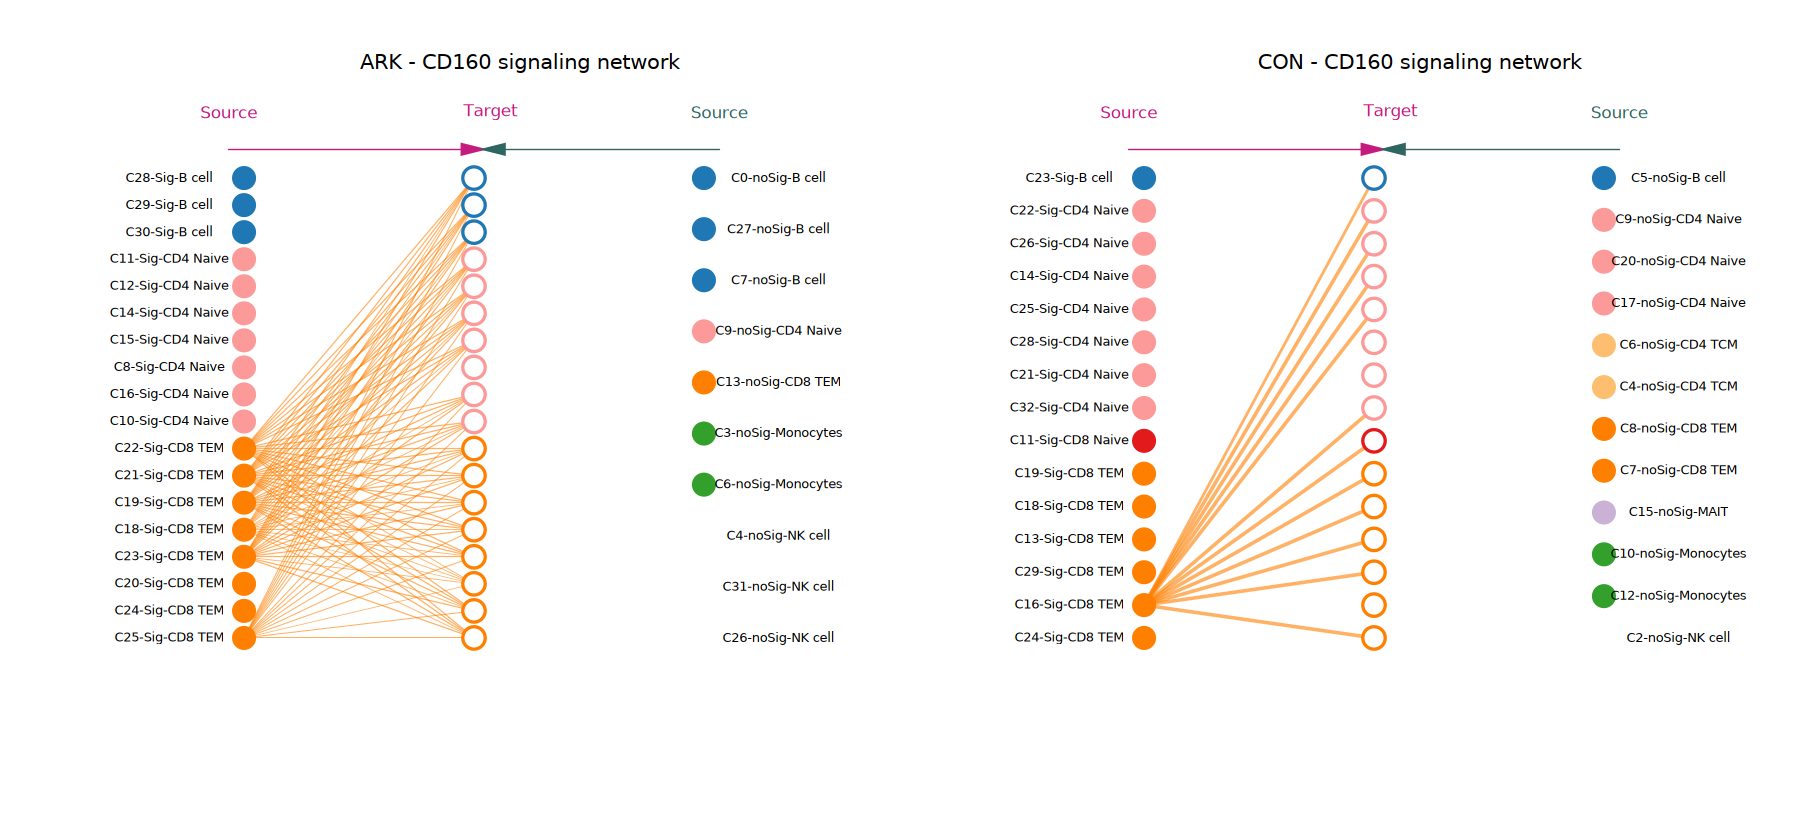 ARK - CD160 signaling network
Source
Target
Source
C28-Sig-B cell
C29-Sig-B cell
C30-Sig-B cell
C11-Sig-CD4 Naive
C12-Sig-CD4 Naive
C14-Sig-CD4 Naive
C15-Sig-CD4 Naive
C8-Sig-CD4 Naive
C16-Sig-CD4 Naive
C10-Sig-CD4 Naive
C22-Sig-CD8 TEM
C21-Sig-CD8 TEM
C19-Sig-CD8 TEM
C18-Sig-CD8 TEM
C23-Sig-CD8 TEM
C20-Sig-CD8 TEM
C24-Sig-CD8 TEM
C25-Sig-CD8 TEM
C0-noSig-B cell
C27-noSig-B cell
C7-noSig-B cell
C9-noSig-CD4 Naive
C13-noSig-CD8 TEM
C3-noSig-Monocytes
C6-noSig-Monocytes
C4-noSig-NK cell
C31-noSig-NK cell
C26-noSig-NK cell
CON - CD160 signaling network
Source
Target
Source
C23-Sig-B cell
C22-Sig-CD4 Naive
C26-Sig-CD4 Naive
C14-Sig-CD4 Naive
C25-Sig-CD4 Naive
C28-Sig-CD4 Naive
C21-Sig-CD4 Naive
C32-Sig-CD4 Naive
C11-Sig-CD8 Naive
C19-Sig-CD8 TEM
C18-Sig-CD8 TEM
C13-Sig-CD8 TEM
C29-Sig-CD8 TEM
C16-Sig-CD8 TEM
C24-Sig-CD8 TEM
C5-noSig-B cell
C9-noSig-CD4 Naive
C20-noSig-CD4 Naive
C17-noSig-CD4 Naive
C6-noSig-CD4 TCM
C4-noSig-CD4 TCM
C8-noSig-CD8 TEM
C7-noSig-CD8 TEM
C15-noSig-MAIT
C10-noSig-Monocytes
C12-noSig-Monocytes
C2-noSig-NK cell